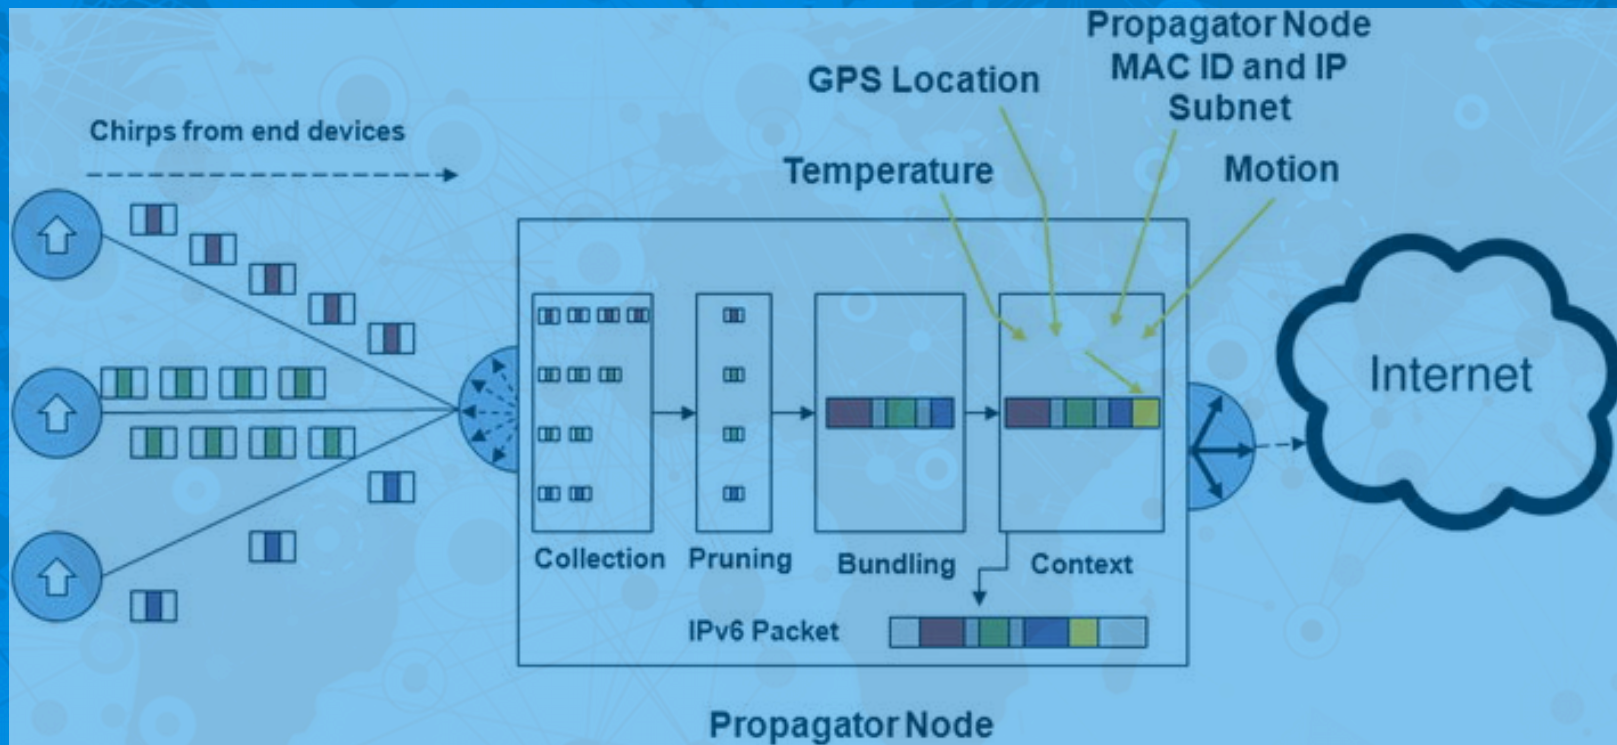 Propagator Node
MAC ID and IP
Subnet
GPS Location
Chirps from end devices
Temperature
Motion
Internet
Collection
Pruning
Bundling
Context
IPv6 Packet
Propagator Node